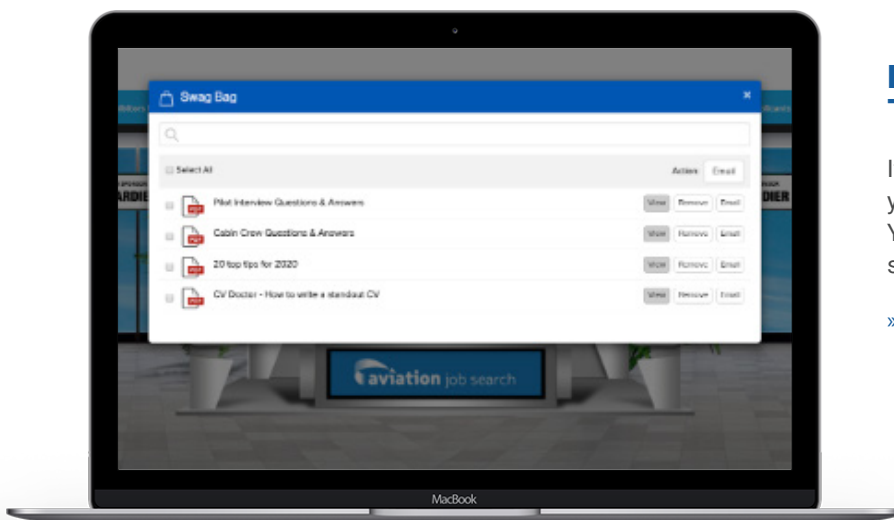 Swag Bag
Select All
Action Email
Pilot Interview Questions & Answers View Remove Email
Cabin Crew Questions & Answers View Remove Email
20 top tips for 2020 View Remove Email
CV Doctor - How to write a standout CV View Remove Email
ARDIE
DIER
aviation job search
MacBook
»